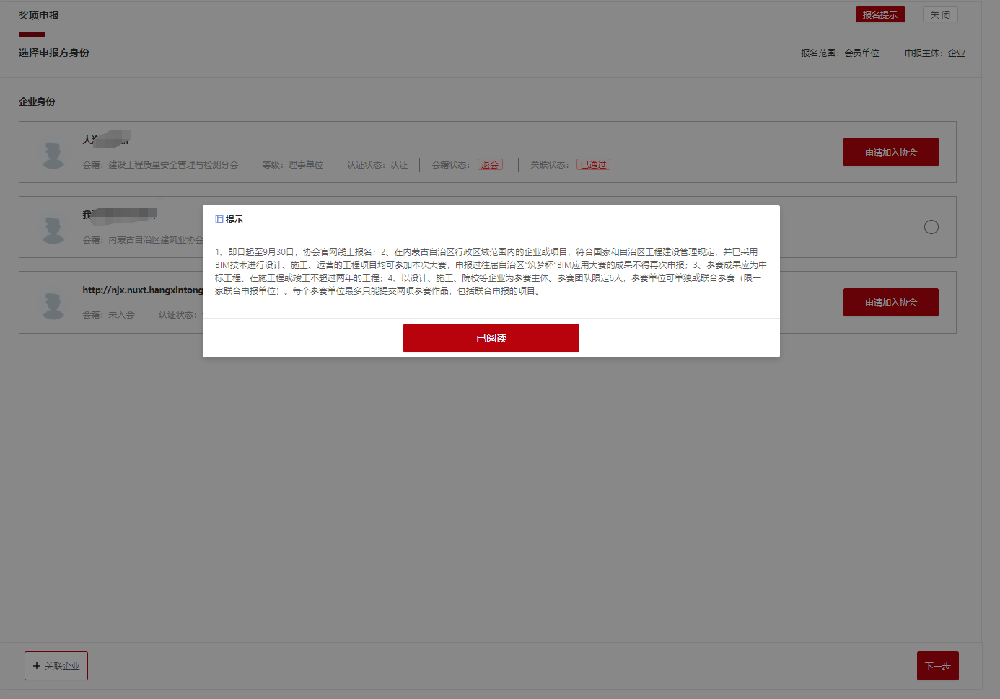 奖项申报
报名提示
关 闭
选择申报方身份
报名范围：会员单位
申报主体：企业
企业身份
大
会籍：建设工程质量安全管理与检测分会
等级：理事单位
认证状态：认证
会籍状态：
退会
关联状态：
已通过
申请加入协会
我
会籍：内蒙古自治区建筑业协会
http://njx.nuxt.hangxintong
会籍：未入会
认证状态：
申请加入协会
提示
1、即日起至9月30日，协会官网线上报名；2、在内蒙古自治区行政区域范围内的企业或项目，符合国家和自治区工程建设管理规定，并已采用
BIM技术进行设计、施工、运营的工程项目均可参加本次大赛，申报过往届自治区“筑梦杯”BIM应用大赛的成果不得再次申报；3、参赛成果应为中
标工程、在施工程或竣工不超过两年的工程；4、以设计、施工、院校等企业为参赛主体。参赛团队限定6人，参赛单位可单独或联合参赛（限一
家联合申报单位）。每个参赛单位最多只能提交两项参赛作品，包括联合申报的项目。
已阅读
+ 关联企业
下一步